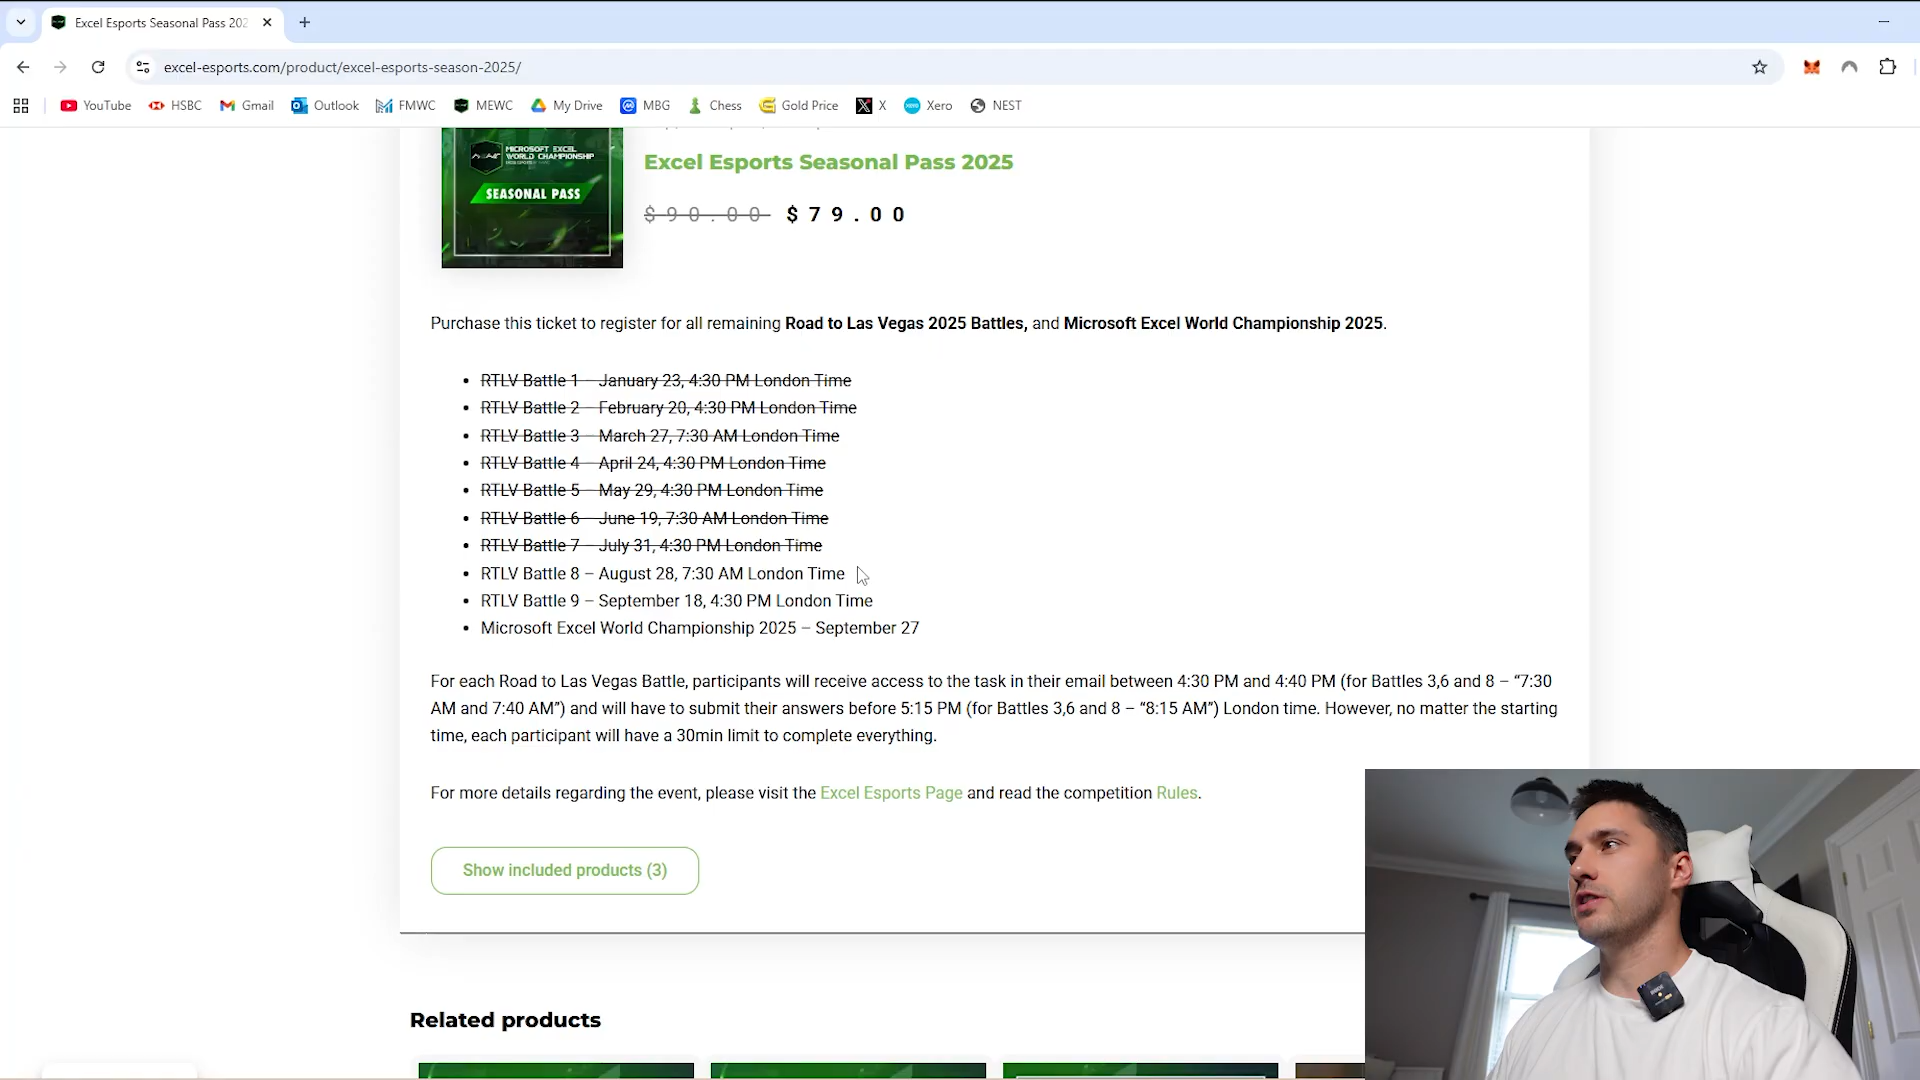 Excel Esports Seasonal Pass 202
excel-esports.com/product/excel-esports-season-2025/
YouTube HSBC Gmail Outlook FMWC MEWC My Drive MBG Chess Gold Price X Xero NEST
MICROSOFT EXCEL
WORLD CHAMPIONSHIP
SEASONAL PASS
Excel Esports Seasonal Pass 2025
$90.00 $79.00
Purchase this ticket to register for all remaining Road to Las Vegas 2025 Battles, and Microsoft Excel World Championship 2025.
• RTLV Battle 1 – January 23, 4:30 PM London Time
• RTLV Battle 2 – February 20, 4:30 PM London Time
• RTLV Battle 3 – March 27, 7:30 AM London Time
• RTLV Battle 4 – April 24, 4:30 PM London Time
• RTLV Battle 5 – May 29, 4:30 PM London Time
• RTLV Battle 6 – June 19, 7:30 AM London Time
• RTLV Battle 7 – July 31, 4:30 PM London Time
• RTLV Battle 8 – August 28, 7:30 AM London Time
• RTLV Battle 9 – September 18, 4:30 PM London Time
• Microsoft Excel World Championship 2025 – September 27
For each Road to Las Vegas Battle, participants will receive access to the task in their email between 4:30 PM and 4:40 PM (for Battles 3,6 and 8 – “7:30
AM and 7:40 AM”) and will have to submit their answers before 5:15 PM (for Battles 3,6 and 8 – “8:15 AM”) London time. However, no matter the starting
time, each participant will have a 30min limit to complete everything.
For more details regarding the event, please visit the Excel Esports Page and read the competition Rules.
Show included products (3)
Related products